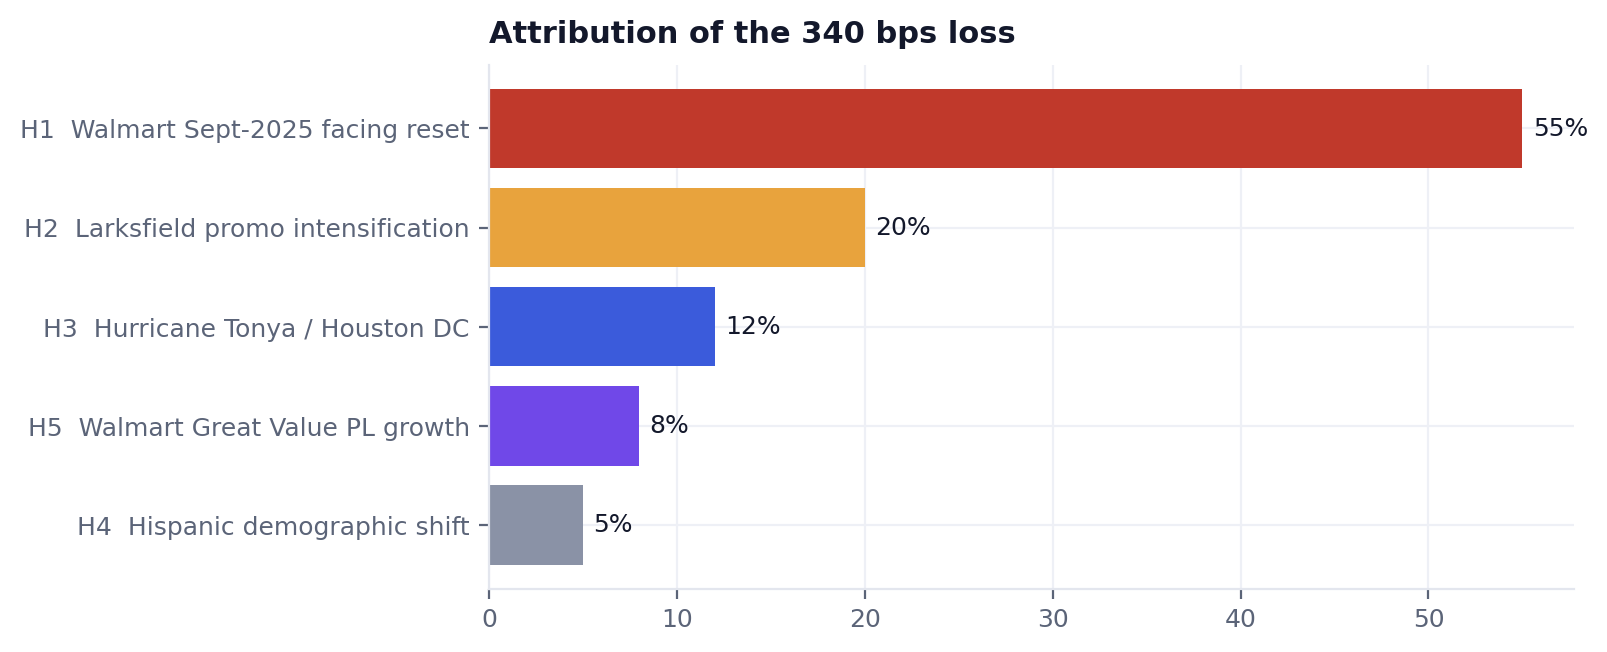 Attribution of the 340 bps loss
H1 Walmart Sept-2025 facing reset
55%
H2 Larksfield promo intensification
20%
H3 Hurricane Tonya / Houston DC
12%
H5 Walmart Great Value PL growth
8%
H4 Hispanic demographic shift
5%
0 10 20 30 40 50